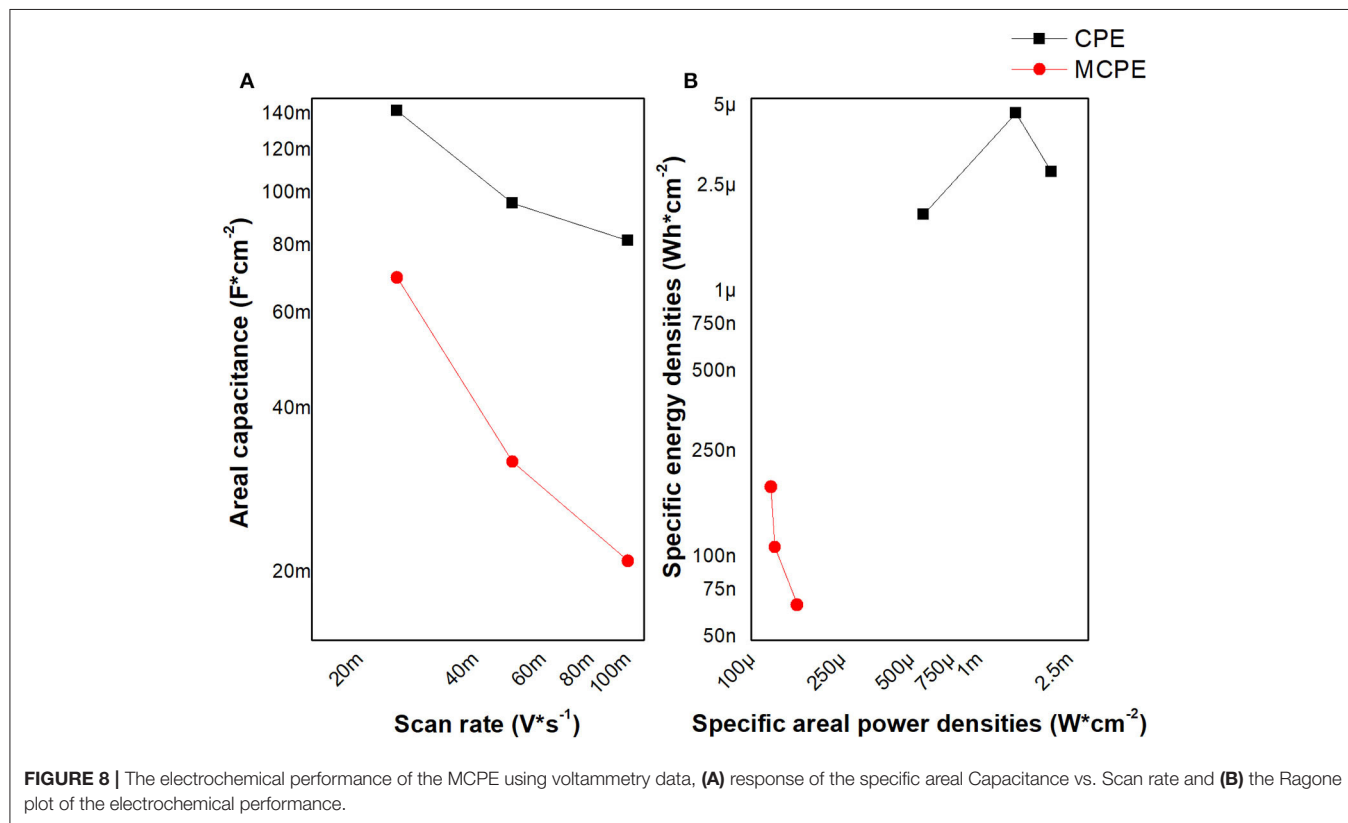 CPE
MCPE
A
B
140m
120m
100m
80m
60m
40m
20m
Areal capacitance (F*cm⁻²)
20m
40m
60m
80m
100m
Scan rate (V*s⁻¹)
5µ
2.5µ
1µ
750n
500n
250n
100n
75n
50n
Specific energy densities (Wh*cm⁻²)
100µ
250µ
500µ
750µ
1m
2.5m
Specific areal power densities (W*cm⁻²)
FIGURE 8 | The electrochemical performance of the MCPE using voltammetry data, (A) response of the specific areal Capacitance vs. Scan rate and (B) the Ragone
plot of the electrochemical performance.